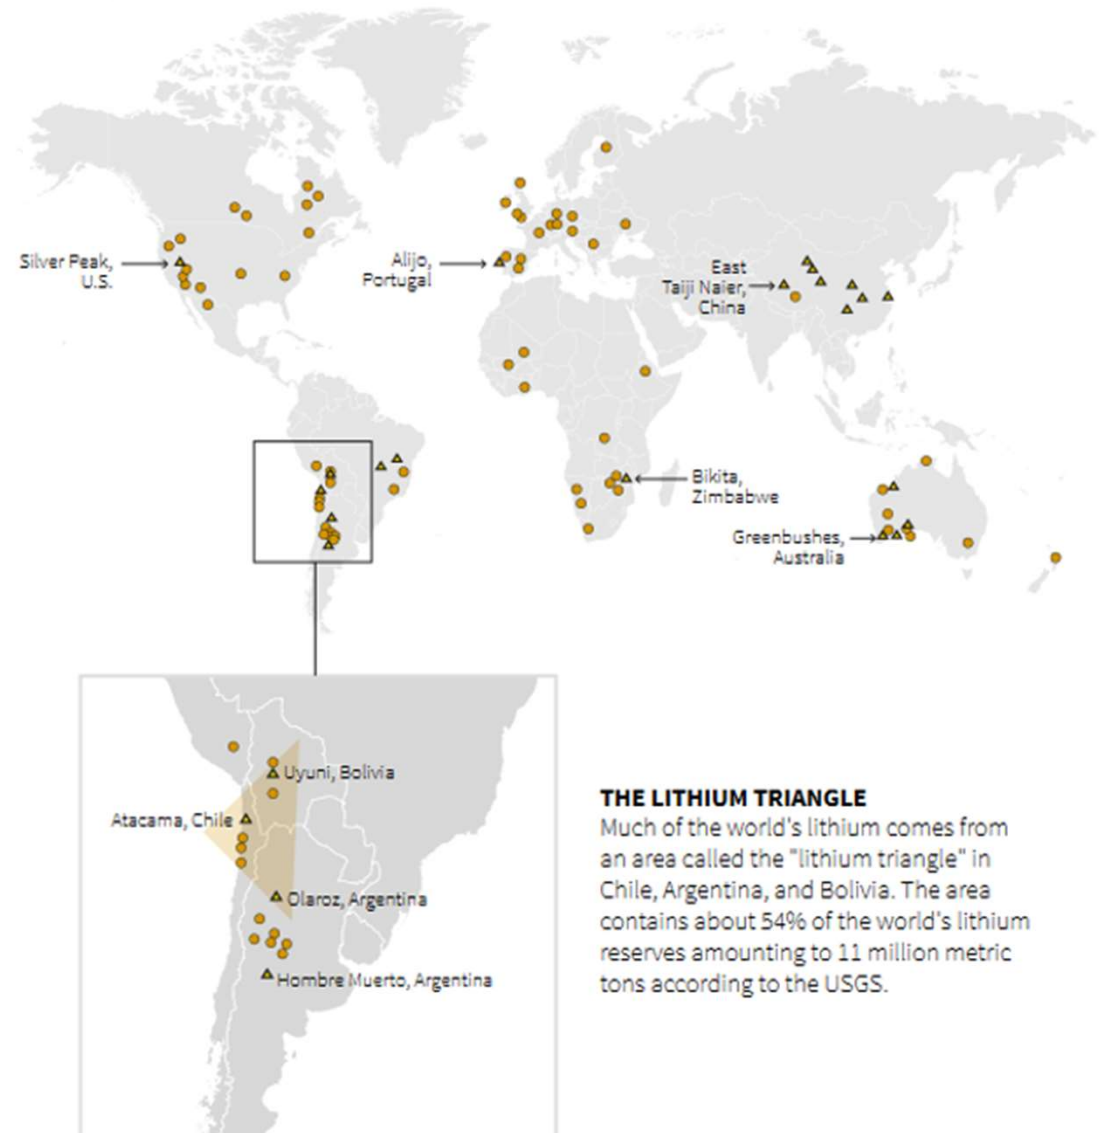 Silver Peak,
U.S.
Alijo,
Portugal
East
Taiji Naier,
China
Bikita,
Zimbabwe
Greenbushes,
Australia
Uyuni, Bolivia
Atacama, Chile
Olaroz, Argentina
Hombre Muerto, Argentina
THE LITHIUM TRIANGLE
Much of the world's lithium comes from
an area called the "lithium triangle" in
Chile, Argentina, and Bolivia. The area
contains about 54% of the world's lithium
reserves amounting to 11 million metric
tons according to the USGS.